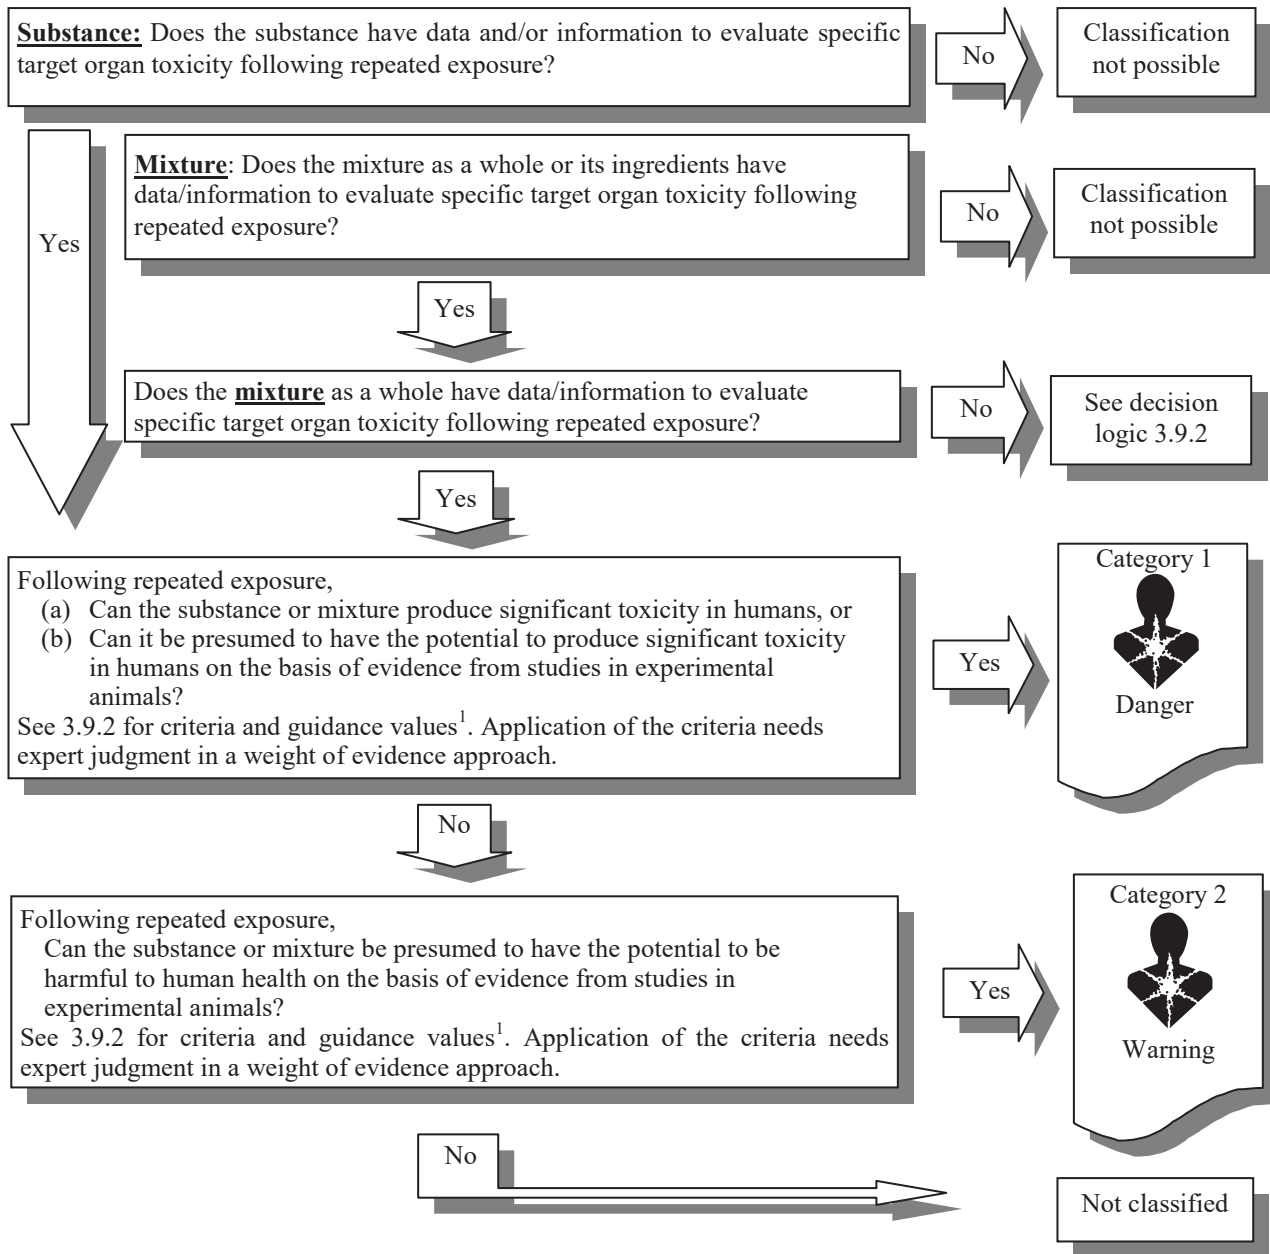 Substance: Does the substance have data and/or information to evaluate specific
target organ toxicity following repeated exposure?
No
Classification
not possible
Mixture: Does the mixture as a whole or its ingredients have
data/information to evaluate specific target organ toxicity following
repeated exposure?
No
Classification
not possible
Yes
Yes
Does the mixture as a whole have data/information to evaluate
specific target organ toxicity following repeated exposure?
No
See decision
logic 3.9.2
Yes
Following repeated exposure,
(a) Can the substance or mixture produce significant toxicity in humans, or
(b) Can it be presumed to have the potential to produce significant toxicity
in humans on the basis of evidence from studies in experimental
animals?
See 3.9.2 for criteria and guidance values1. Application of the criteria needs
expert judgment in a weight of evidence approach.
Yes
Category 1
Danger
No
Following repeated exposure,
Can the substance or mixture be presumed to have the potential to be
harmful to human health on the basis of evidence from studies in
experimental animals?
See 3.9.2 for criteria and guidance values1. Application of the criteria needs
expert judgment in a weight of evidence approach.
Yes
Category 2
Warning
No
Not classified